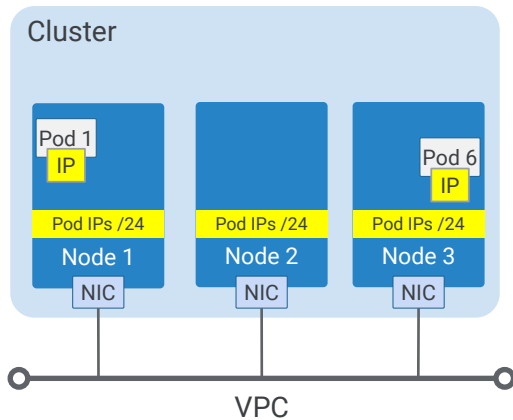 Cluster
Pod 1
IP
Pod 6
IP
Pod IPs /24
Pod IPs /24
Pod IPs /24
Node 1
Node 2
Node 3
NIC
NIC
NIC
VPC